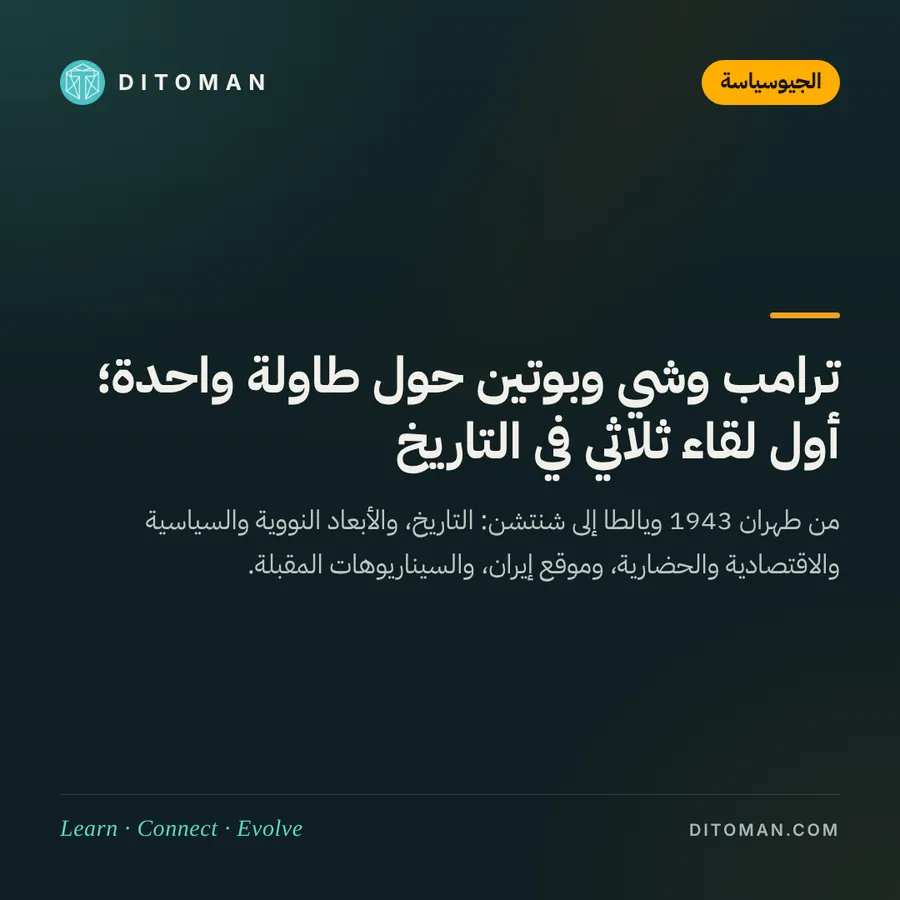 DITOMAN
الجيوسياسة
ترامب وشي وبوتين حول طاولة واحدة؛
أول لقاء ثلاثي في التاريخ
من طهران 1943 ويالطا إلى شنتشن: التاريخ، والأبعاد النووية والسياسية
والاقتصادية والحضارية، وموقع إيران، والسيناريوهات المقبلة.
Learn · Connect · Evolve
DITOMAN.COM